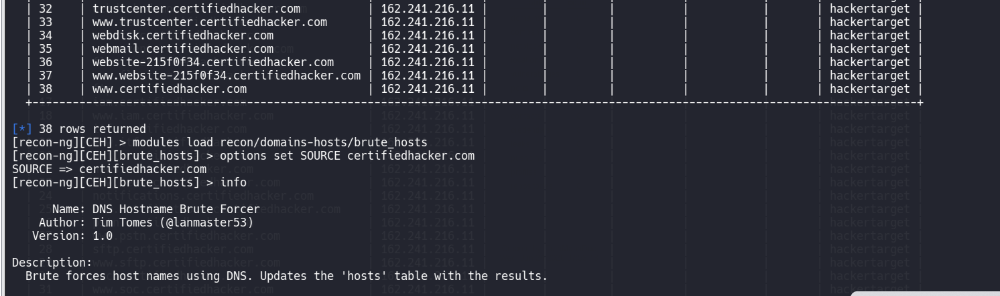 | 32 | trustcenter.certifiedhacker.com | 162.241.216.11 | | | | | | hackertarget |
| 33 | www.trustcenter.certifiedhacker.com | 162.241.216.11 | | | | | | hackertarget |
| 34 | webdisk.certifiedhacker.com | 162.241.216.11 | | | | | | hackertarget |
| 35 | webmail.certifiedhacker.com | 162.241.216.11 | | | | | | hackertarget |
| 36 | website-215f0f34.certifiedhacker.com | 162.241.216.11 | | | | | | hackertarget |
| 37 | www.website-215f0f34.certifiedhacker.com | 162.241.216.11 | | | | | | hackertarget |
| 38 | www.certifiedhacker.com | 162.241.216.11 | | | | | | hackertarget |
+------------------------------------------------------------------------------------------------------------------------------------+
[*] 38 rows returned
[recon-ng][CEH] > modules load recon/domains-hosts/brute_hosts
[recon-ng][CEH][brute_hosts] > options set SOURCE certifiedhacker.com
SOURCE => certifiedhacker.com
[recon-ng][CEH][brute_hosts] > info
Name: DNS Hostname Brute Forcer
Author: Tim Tomes (@lanmaster53)
Version: 1.0
Description:
Brute forces host names using DNS. Updates the 'hosts' table with the results.